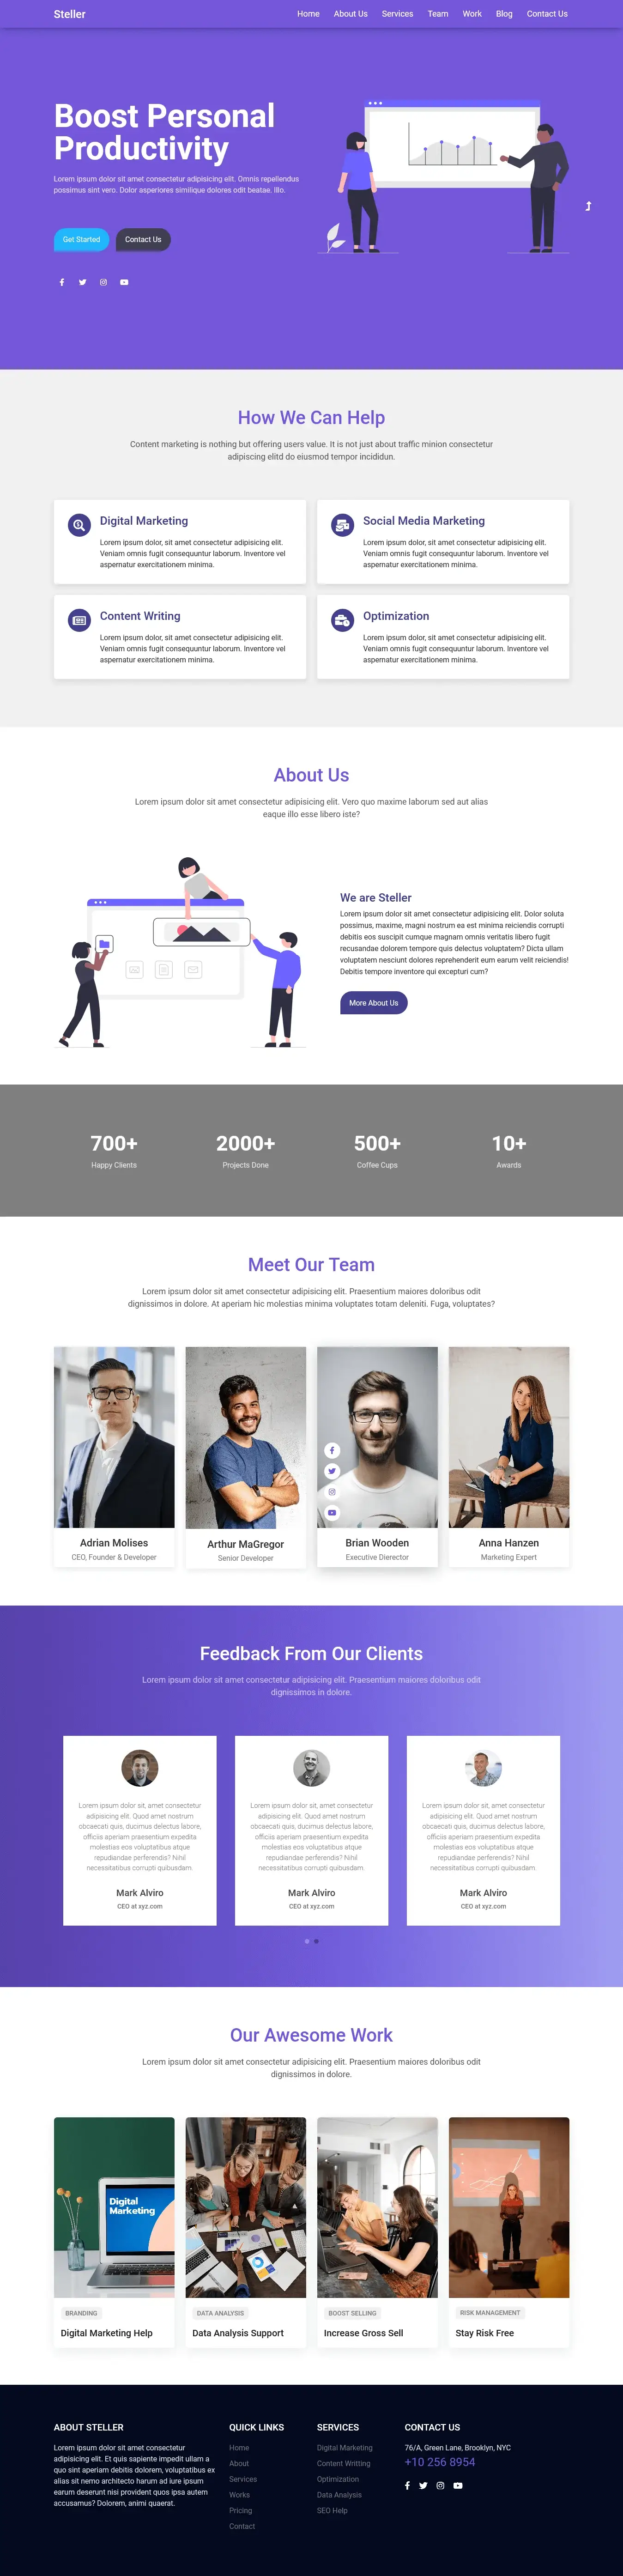 Steller
Home About Us Services Team Work Blog Contact Us
Boost Personal
Productivity
Lorem ipsum dolor sit amet consectetur adipisicing elit. Omnis repellendus
possimus sint vero. Dolor asperiores similique dolores odit beatae. Illo.
Get Started Contact Us
How We Can Help
Content marketing is nothing but offering users value. It is not just about traffic minion consectetur
adipiscing elitd do eiusmod tempor incididun.
Digital Marketing
Lorem ipsum dolor, sit amet consectetur adipisicing elit.
Veniam omnis fugit consequuntur laborum. Inventore vel
aspernatur exercitationem minima.
Social Media Marketing
Lorem ipsum dolor, sit amet consectetur adipisicing elit.
Veniam omnis fugit consequuntur laborum. Inventore vel
aspernatur exercitationem minima.
Content Writing
Lorem ipsum dolor, sit amet consectetur adipisicing elit.
Veniam omnis fugit consequuntur laborum. Inventore vel
aspernatur exercitationem minima.
Optimization
Lorem ipsum dolor, sit amet consectetur adipisicing elit.
Veniam omnis fugit consequuntur laborum. Inventore vel
aspernatur exercitationem minima.
About Us
Lorem ipsum dolor sit amet consectetur adipisicing elit. Vero quo maxime laborum sed aut alias
eaque illo esse libero iste?
We are Steller
Lorem ipsum dolor sit amet consectetur adipisicing elit. Dolor soluta
possimus, maxime, magni nostrum ea est minima reiciendis corrupti
debitis eos suscipit cumque magnam omnis veritatis libero fugit
recusandae dolorem tempore quis delectus voluptatem? Dicta ullam
voluptatem nesciunt dolores reprehenderit eum earum velit reiciendis!
Debitis tempore inventore qui excepturi cum?
More About Us
700+ 2000+ 500+ 10+
Happy Clients Projects Done Coffee Cups Awards
Meet Our Team
Lorem ipsum dolor sit amet consectetur adipisicing elit. Praesentium maiores doloribus odit
dignissimos in dolore. At aperiam hic molestias minima voluptates totam deleniti. Fuga, voluptates?
Adrian Molises
CEO, Founder & Developer
Arthur MaGregor
Senior Developer
Brian Wooden
Executive Dierector
Anna Hanzen
Marketing Expert
Feedback From Our Clients
Lorem ipsum dolor sit amet consectetur adipisicing elit. Praesentium maiores doloribus odit
dignissimos in dolore.
Lorem ipsum dolor sit, amet consectetur
adipisicing elit. Quod amet nostrum
obcaecati quis, ducimus delectus labore,
officiis aperiam praesentium expedita
molestias eos voluptatibus atque
repudiandae perferendis? Nihil
necessitatibus corrupti quibusdam.
Mark Alviro
CEO at xyz.com
Lorem ipsum dolor sit, amet consectetur
adipisicing elit. Quod amet nostrum
obcaecati quis, ducimus delectus labore,
officiis aperiam praesentium expedita
molestias eos voluptatibus atque
repudiandae perferendis? Nihil
necessitatibus corrupti quibusdam.
Mark Alviro
CEO at xyz.com
Lorem ipsum dolor sit, amet consectetur
adipisicing elit. Quod amet nostrum
obcaecati quis, ducimus delectus labore,
officiis aperiam praesentium expedita
molestias eos voluptatibus atque
repudiandae perferendis? Nihil
necessitatibus corrupti quibusdam.
Mark Alviro
CEO at xyz.com
Our Awesome Work
Lorem ipsum dolor sit amet consectetur adipisicing elit. Praesentium maiores doloribus odit
dignissimos in dolore.
Digital
Marketing
BRANDING
Digital Marketing Help
DATA ANALYSIS
Data Analysis Support
BOOST SELLING
Increase Gross Sell
RISK MANAGEMENT
Stay Risk Free
ABOUT STELLER
Lorem ipsum dolor sit amet consectetur
adipisicing elit. Et quis sapiente impedit ullam a
quo sint aperiam debitis dolorem, voluptatibus ex
alias sit nemo architecto harum ad iure ipsum
earum deserunt nisi provident quos ipsa autem
accusamus? Dolorem, animi quaerat.
QUICK LINKS
Home
About
Services
Works
Pricing
Contact
SERVICES
Digital Marketing
Content Writting
Optimization
Data Analysis
SEO Help
CONTACT US
76/A, Green Lane, Brooklyn, NYC
+10 256 8954